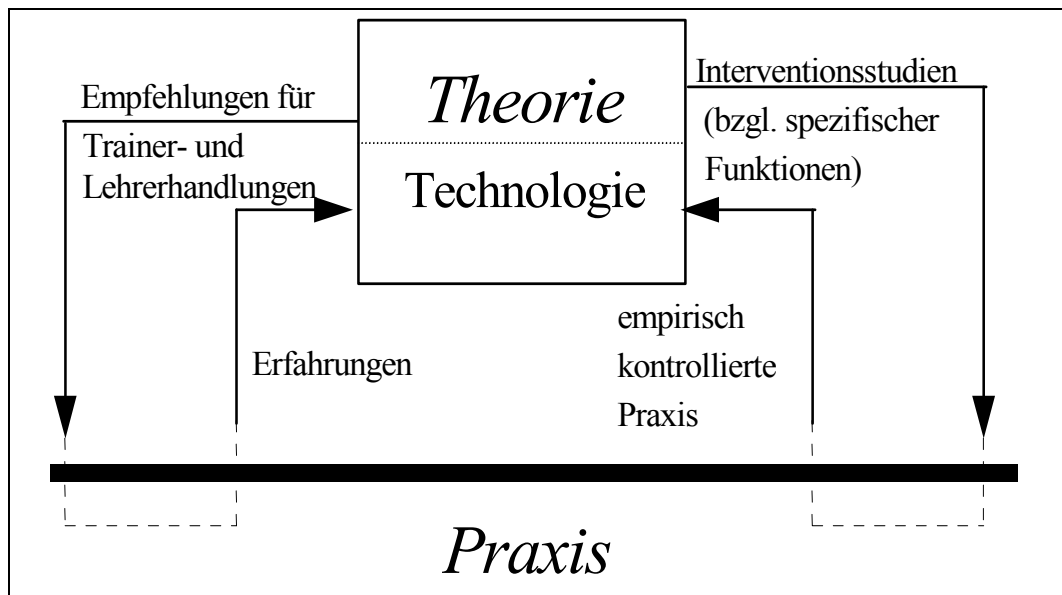 Empfehlungen für
Trainer- und
Lehrerhandlungen
Theorie
Technologie
Interventionsstudien
(bzgl. spezifischer
Funktionen)
Erfahrungen
empirisch
kontrollierte
Praxis
Praxis